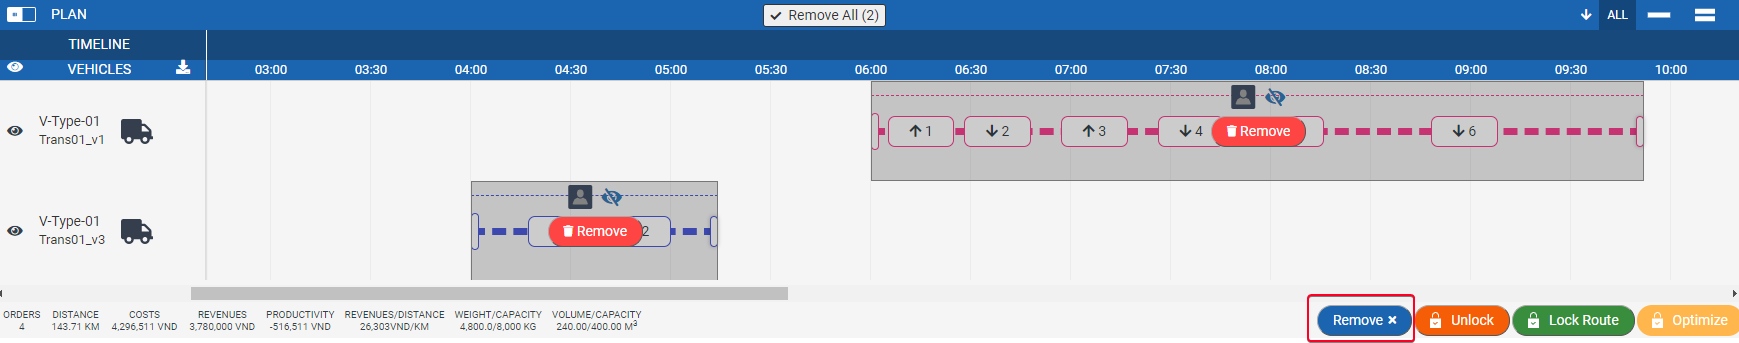 PLAN
Remove All (2)
ALL
TIMELINE
VEHICLES
03:00 03:30 04:00 04:30 05:00 05:30 06:00 06:30 07:00 07:30 08:00 08:30 09:00 09:30 10:00
V-Type-01
Trans01_v1
1 2 3 4 Remove 6
V-Type-01
Trans01_v3
Remove 2
ORDERS DISTANCE COSTS REVENUES PRODUCTIVITY REVENUES/DISTANCE WEIGHT/CAPACITY VOLUME/CAPACITY
4 143.71 KM 4,296,511 VND 3,780,000 VND -516,511 VND 26,303VND/KM 4,800.0/8,000 KG 240.00/400.00 M³
Remove × Unlock Lock Route Optimize